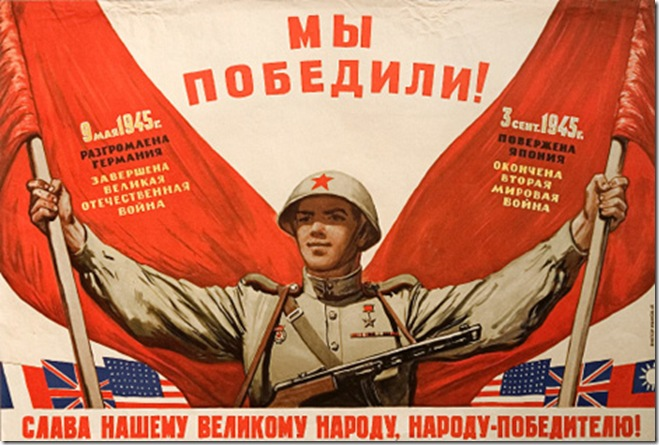 МЫ
ПОБЕДИЛИ!
9 МАЯ 1945 г.
РАЗГРОМЛЕНА
ГЕРМАНИЯ
ЗАВЕРШЕНА
ВЕЛИКАЯ
ОТЕЧЕСТВЕННАЯ
ВОЙНА
3 СЕНТ. 1945 г.
ПОВЕРЖЕНА
ЯПОНИЯ
ОКОНЧЕНА
ВТОРАЯ
МИРОВАЯ
ВОЙНА
СЛАВА НАШЕМУ ВЕЛИКОМУ НАРОДУ, НАРОДУ-ПОБЕДИТЕЛЮ!